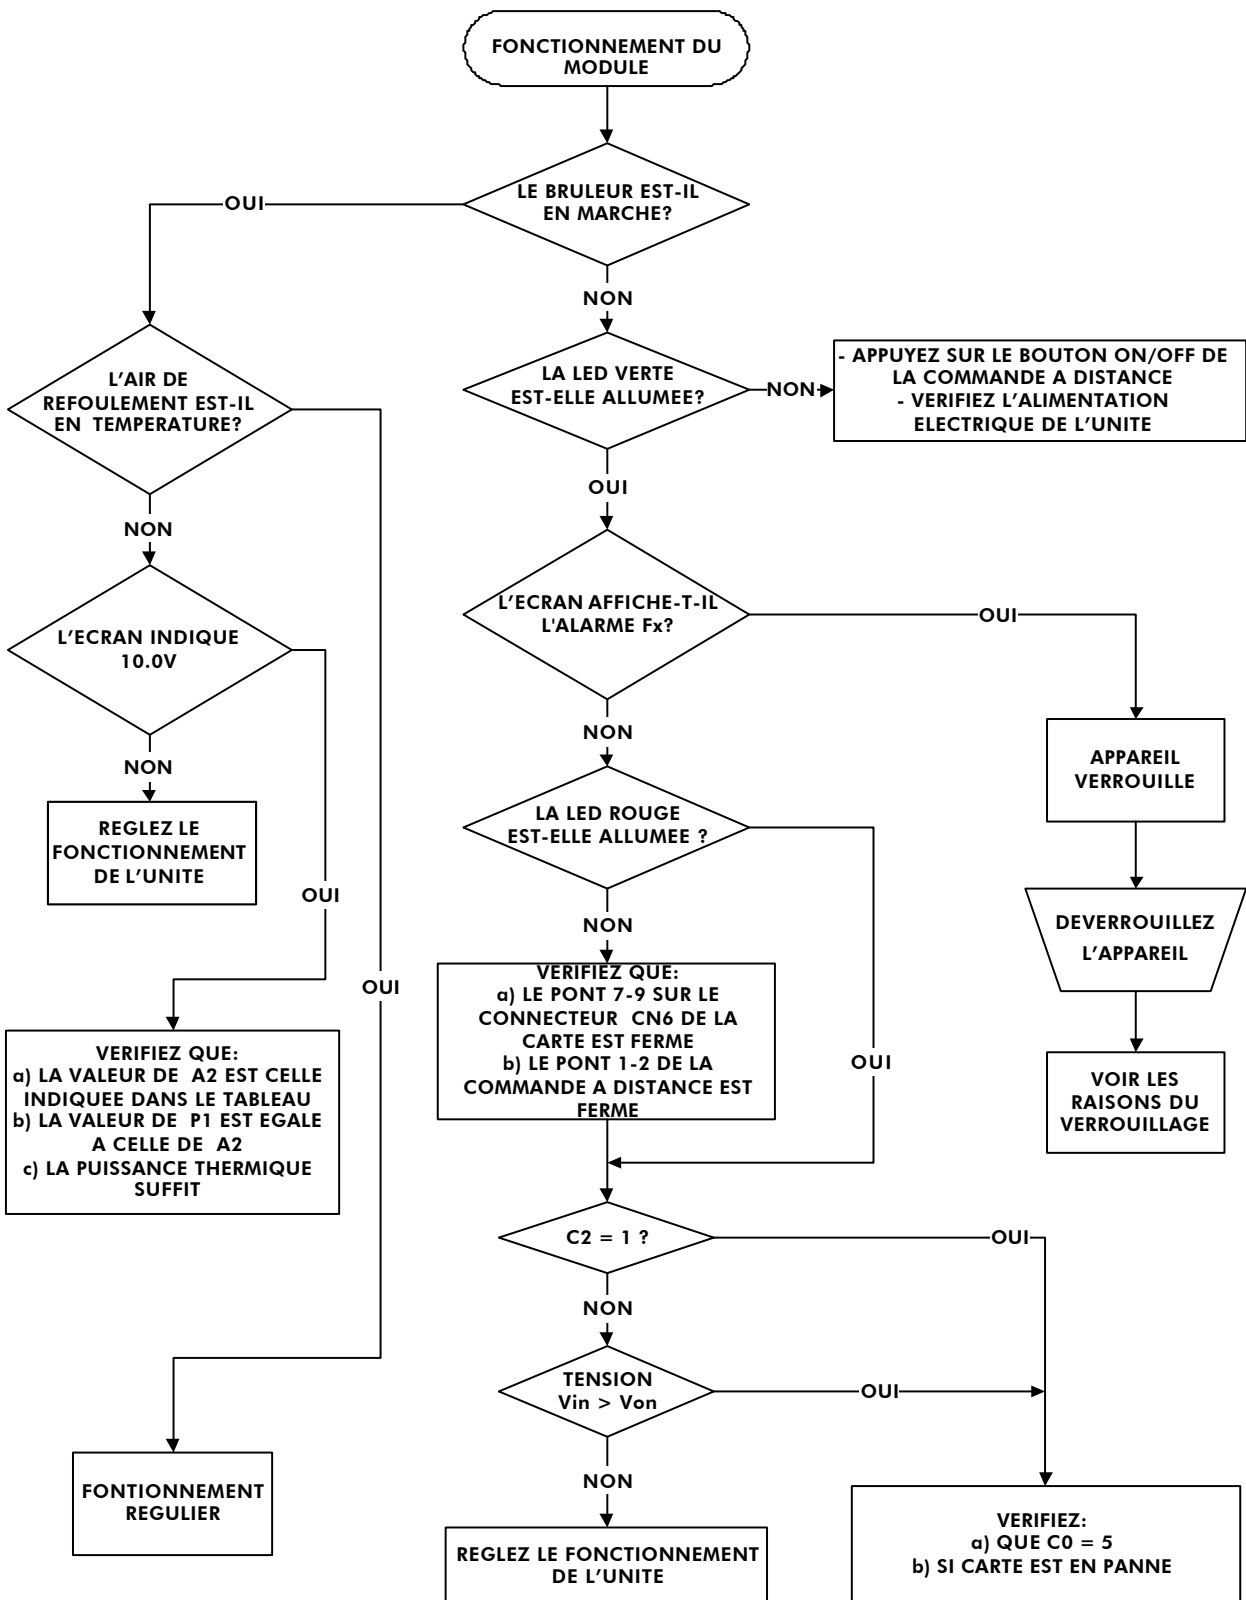 FONCTIONNEMENT DU
MODULE
LE BRULEUR EST-IL
EN MARCHE?
OUI
NON
L'AIR DE
REFOULEMENT EST-IL
EN TEMPERATURE?
LA LED VERTE
EST-ELLE ALLUMEE?
NON
- APPUYEZ SUR LE BOUTON ON/OFF DE
LA COMMANDE A DISTANCE
- VERIFIEZ L'ALIMENTATION
ELECTRIQUE DE L'UNITE
OUI
NON
L'ECRAN AFFICHE-T-IL
L'ALARME Fx?
OUI
L'ECRAN INDIQUE
10.0V
NON
NON
APPAREIL
VERROUILLE
REGLEZ LE
FONCTIONNEMENT
DE L'UNITE
LA LED ROUGE
EST-ELLE ALLUMEE ?
OUI
NON
DEVERROUILLEZ
L'APPAREIL
OUI
VERIFIEZ QUE:
a) LE PONT 7-9 SUR LE
CONNECTEUR CN6 DE LA
CARTE EST FERME
b) LE PONT 1-2 DE LA
COMMANDE A DISTANCE EST
FERME
OUI
VERIFIEZ QUE:
a) LA VALEUR DE A2 EST CELLE
INDIQUEE DANS LE TABLEAU
b) LA VALEUR DE P1 EST EGALE
A CELLE DE A2
c) LA PUISSANCE THERMIQUE
SUFFIT
VOIR LES
RAISONS DU
VERROUILLAGE
C2 = 1 ?
OUI
NON
TENSION
Vin > Von
OUI
NON
FONTIONNEMENT
REGULIER
REGLEZ LE FONCTIONNEMENT
DE L'UNITE
VERIFIEZ:
a) QUE C0 = 5
b) SI CARTE EST EN PANNE